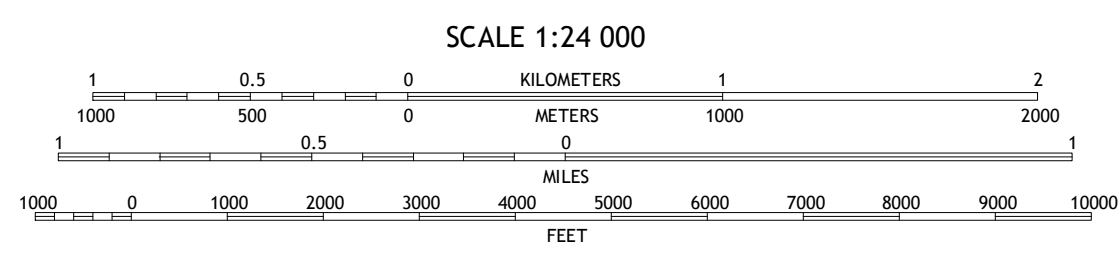 SCALE 1:24 000
1 0.5 0 KILOMETERS 1 2
1000 500 0 METERS 1000 2000
1 0.5 0 1
MILES
1000 0 1000 2000 3000 4000 5000 6000 7000 8000 9000 10000
FEET